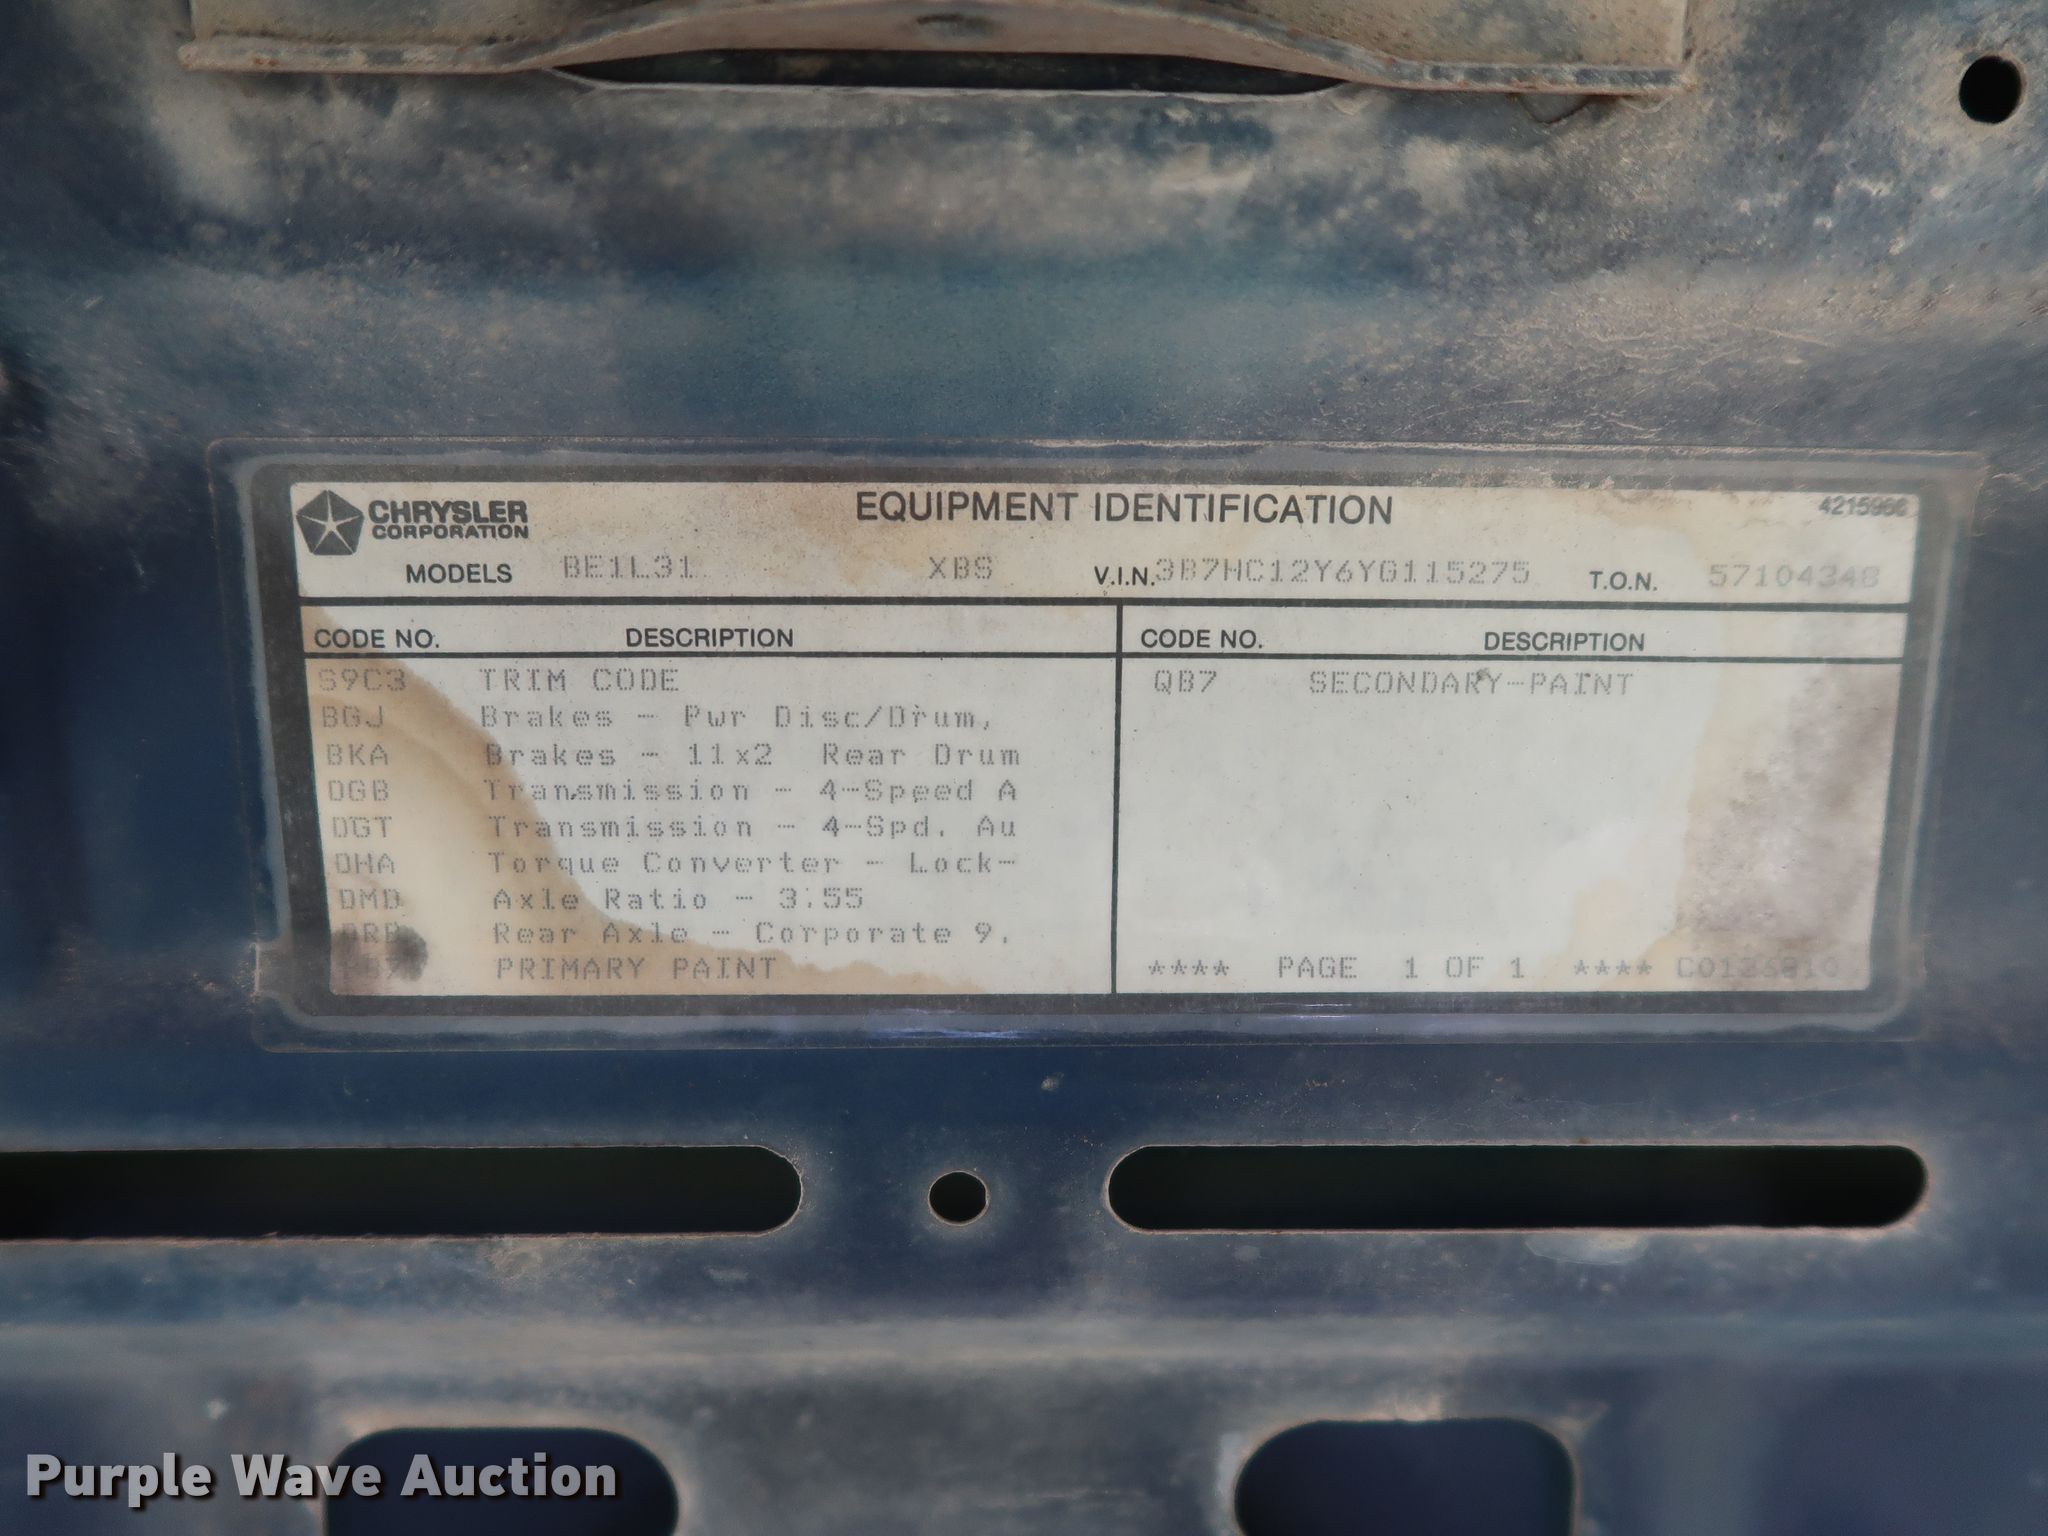 CHRYSLER
CORPORATION
EQUIPMENT IDENTIFICATION
4215966
MODELS BE1L31 XBS V.I.N. 3B7HC12Y6YG115275 T.O.N. 57104348
CODE NO. DESCRIPTION CODE NO. DESCRIPTION
S9C3 TRIM CODE QB7 SECONDARY-PAINT
BGJ Brakes - Pwr Disc/Drum,
BKA Brakes - 11x2 Rear Drum
DGB Transmission - 4-Speed A
DGT Transmission - 4-Spd. Au
DHA Torque Converter - Lock-
DMD Axle Ratio - 3.55
DRB Rear Axle - Corporate 9.
PRIMARY PAINT **** PAGE 1 OF 1 ****
Purple Wave Auction